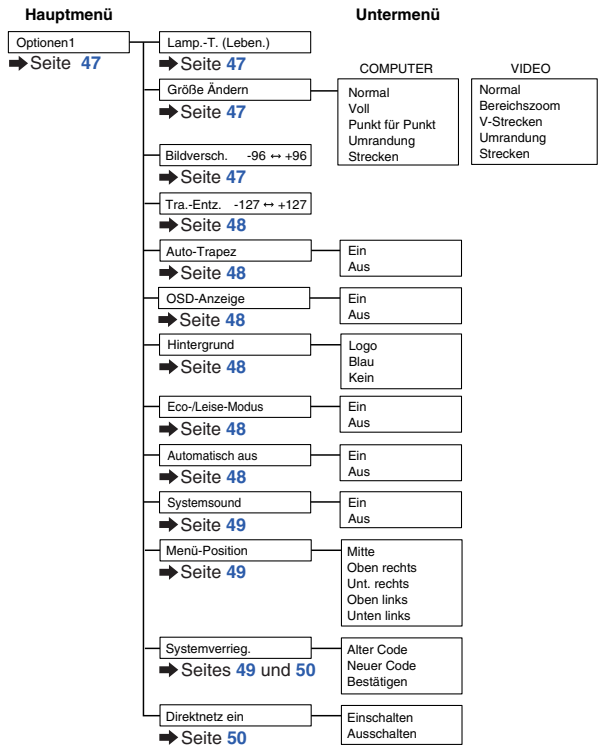 Hauptmenü Untermenü
Optionen1
➡Seite 47
Lamp.-T. (Leben.)
➡Seite 47
Größe Ändern
➡Seite 47
COMPUTER
Normal
Voll
Punkt für Punkt
Umrandung
Strecken
VIDEO
Normal
Bereichszoom
V-Strecken
Umrandung
Strecken
Bildversch. -96 ↔ +96
➡Seite 47
Tra.-Entz. -127 ↔ +127
➡Seite 48
Auto-Trapez
➡Seite 48
Ein
Aus
OSD-Anzeige
➡Seite 48
Ein
Aus
Hintergrund
➡Seite 48
Logo
Blau
Kein
Eco-/Leise-Modus
➡Seite 48
Ein
Aus
Automatisch aus
➡Seite 48
Ein
Aus
Systemsound
➡Seite 49
Ein
Aus
Menü-Position
➡Seite 49
Mitte
Oben rechts
Unt. rechts
Oben links
Unten links
Systemverrieg.
➡Seites 49 und 50
Alter Code
Neuer Code
Bestätigen
Direktnetz ein
➡Seite 50
Einschalten
Ausschalten